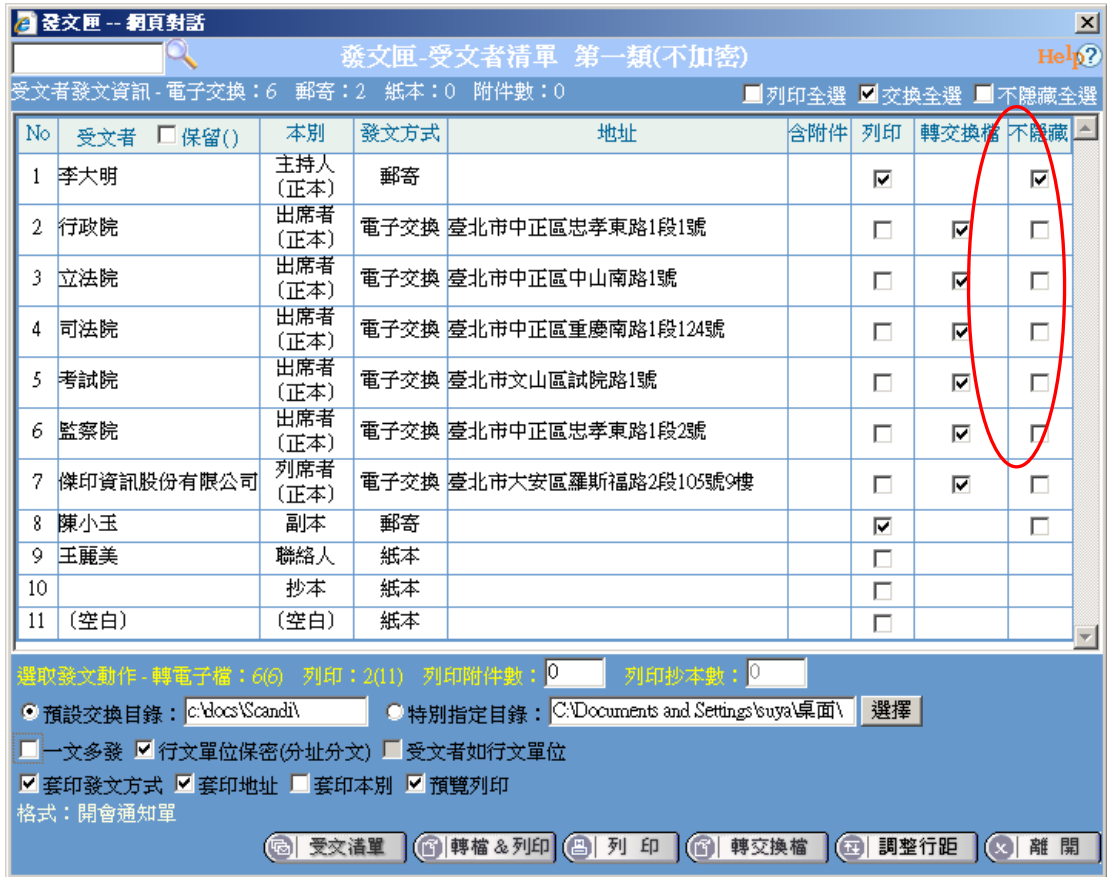 發文匣 -- 網頁對話
發文匣-受文者清單 第一類(不加密) Help?
受文者發文資訊 - 電子交換：6 郵寄：2 紙本：0 附件數：0 列印全選 交換全選 不隱藏全選
No 受文者 保留() 本別 發文方式 地址 含附件 列印 轉交換檔 不隱藏
1 李大明 主持人 (正本) 郵寄
2 行政院 出席者 (正本) 電子交換 臺北市中正區忠孝東路1段1號
3 立法院 出席者 (正本) 電子交換 臺北市中正區中山南路1號
4 司法院 出席者 (正本) 電子交換 臺北市中正區重慶南路1段124號
5 考試院 出席者 (正本) 電子交換 臺北市文山區試院路1號
6 監察院 出席者 (正本) 電子交換 臺北市中正區忠孝東路1段2號
7 傑印資訊股份有限公司 列席者 (正本) 電子交換 臺北市大安區羅斯福路2段105號9樓
8 陳小玉 副本 郵寄
9 王麗美 聯絡人 紙本
10 抄本 紙本
11 (空白) (空白) 紙本
選取發文動作 - 轉電子檔：6(6) 列印：2(11) 列印附件數：0 列印抄本數：0
預設交換目錄：c:\docs\Scandi\ 特別指定目錄：C:\Documents and Settings\suya\桌面\ 選擇
一文多發 行文單位保密(分址分文) 受文者如行文單位
套印發文方式 套印地址 套印本別 預覽列印
格式：開會通知單
受文清單 轉檔＆列印 列 印 轉交換檔 調整行距 離 開